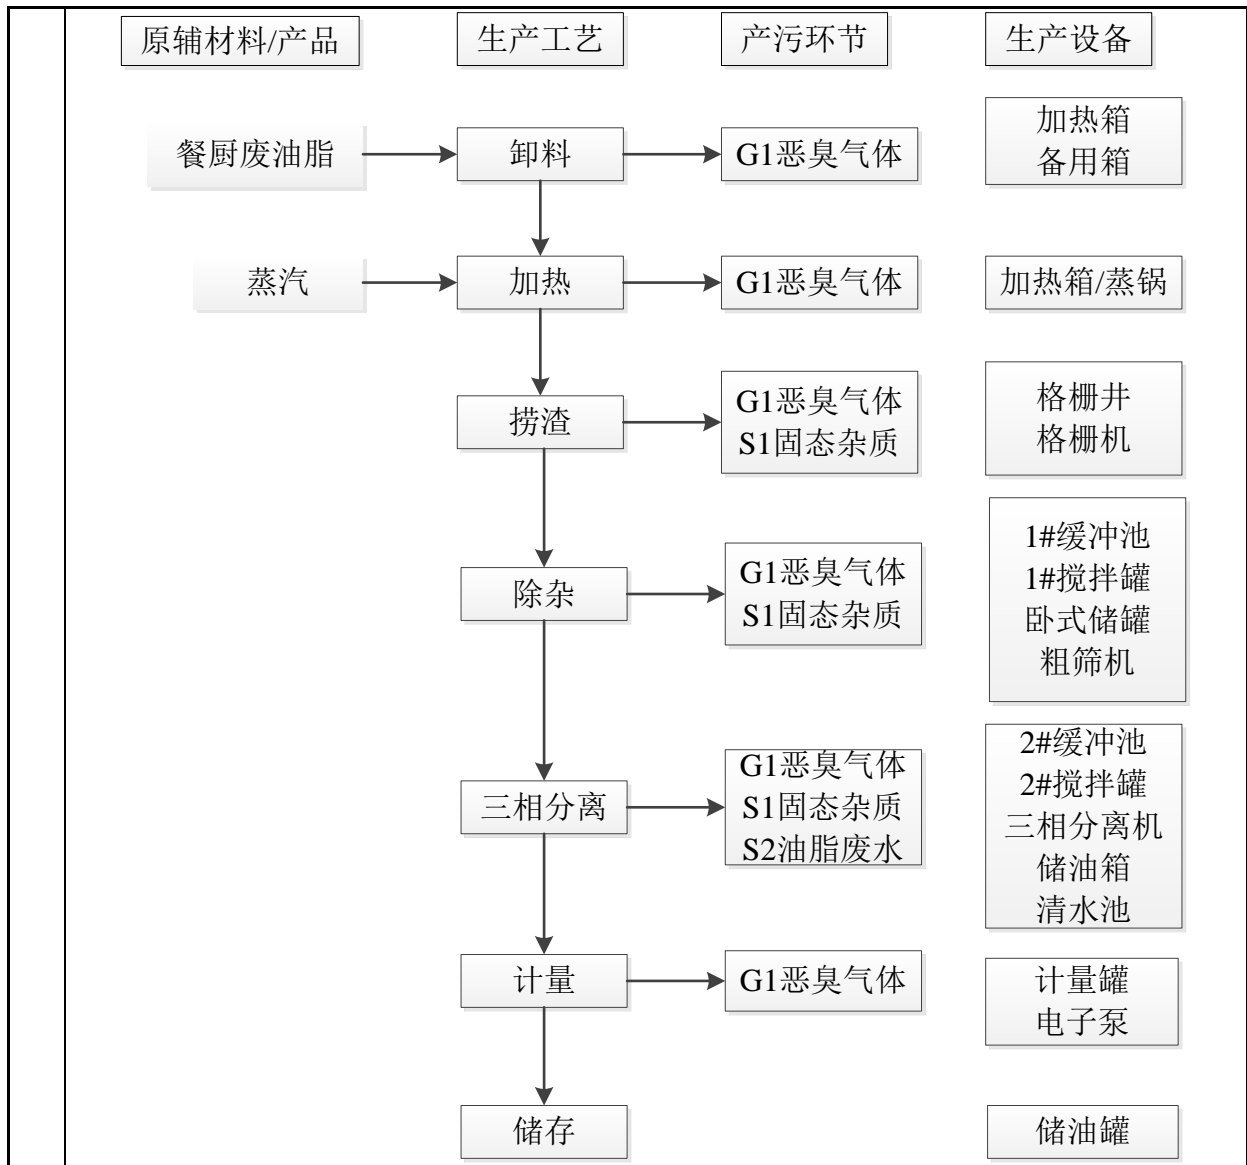 原辅材料/产品
生产工艺
产污环节
生产设备
餐厨废油脂
卸料
G1恶臭气体
加热箱
备用箱
蒸汽
加热
G1恶臭气体
加热箱/蒸锅
捞渣
G1恶臭气体
S1固态杂质
格栅井
格栅机
除杂
G1恶臭气体
S1固态杂质
1#缓冲池
1#搅拌罐
卧式储罐
粗筛机
三相分离
G1恶臭气体
S1固态杂质
S2油脂废水
2#缓冲池
2#搅拌罐
三相分离机
储油箱
清水池
计量
G1恶臭气体
计量罐
电子泵
储存
储油罐